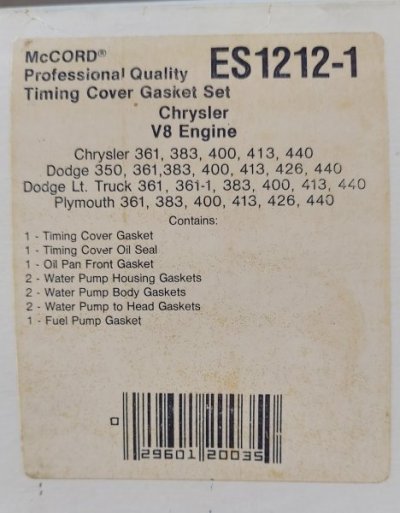 McCORD®
Professional Quality ES1212-1
Timing Cover Gasket Set
Chrysler
V8 Engine
Chrysler 361, 383, 400, 413, 440
Dodge 350, 361,383, 400, 413, 426, 440
Dodge Lt. Truck 361, 361-1, 383, 400, 413, 440
Plymouth 361, 383, 400, 413, 426, 440
Contains:
1 - Timing Cover Gasket
1 - Timing Cover Oil Seal
1 - Oil Pan Front Gasket
2 - Water Pump Housing Gaskets
2 - Water Pump Body Gaskets
2 - Water Pump to Head Gaskets
1 - Fuel Pump Gasket
0 29601 20035